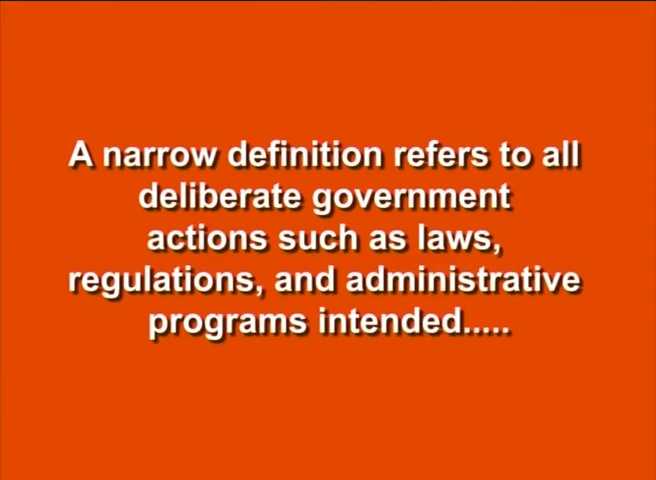 A narrow definition refers to all
deliberate government
actions such as laws,
regulations, and administrative
programs intended.....